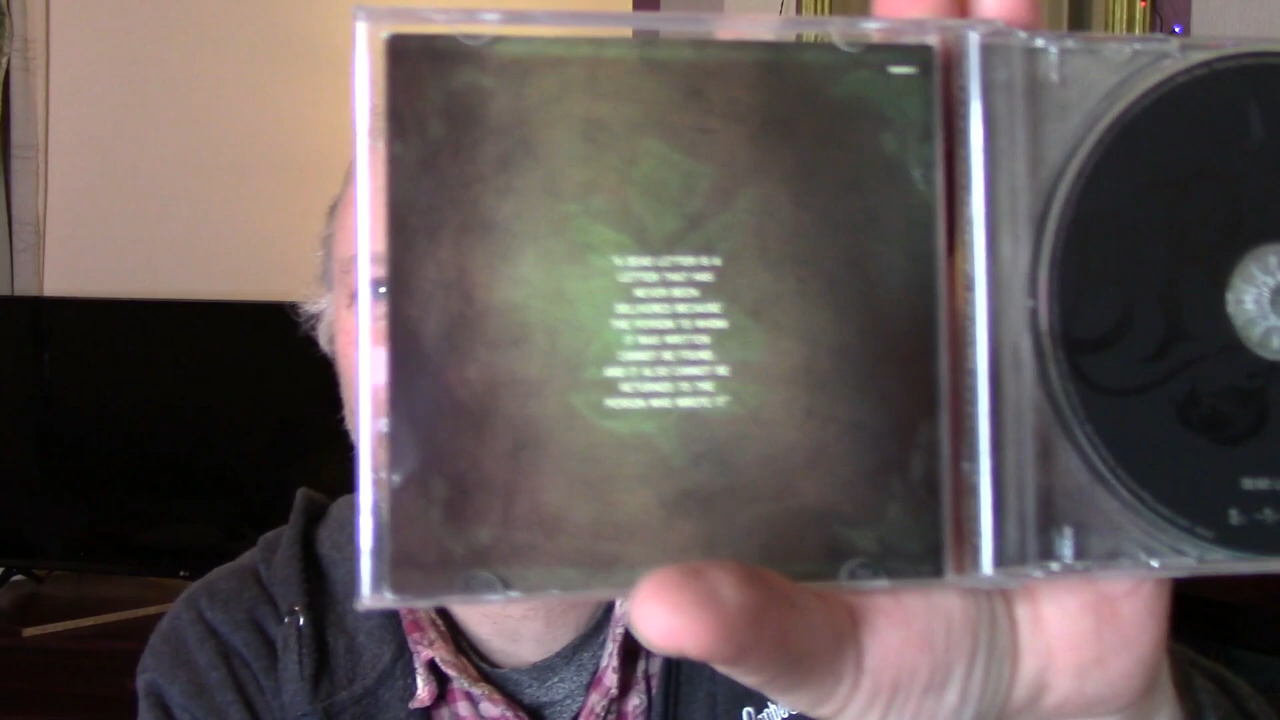 "A DEAD LETTER IS A
LETTER THAT HAS
NEVER BEEN
DELIVERED BECAUSE
THE PERSON TO WHOM
IT WAS WRITTEN
CANNOT BE FOUND,
AND IT ALSO CANNOT BE
RETURNED TO THE
PERSON WHO WROTE IT"
LG